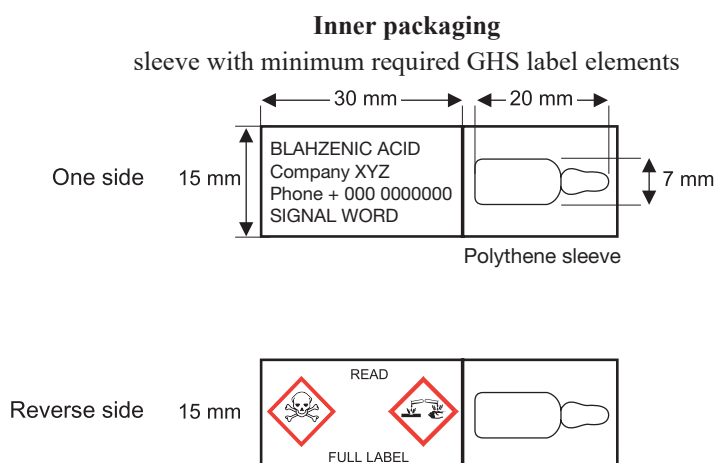 Inner packaging
sleeve with minimum required GHS label elements
30 mm
20 mm
One side
15 mm
BLAHZENIC ACID
Company XYZ
Phone + 000 0000000
SIGNAL WORD
7 mm
Polythene sleeve
Reverse side
15 mm
READ
FULL LABEL